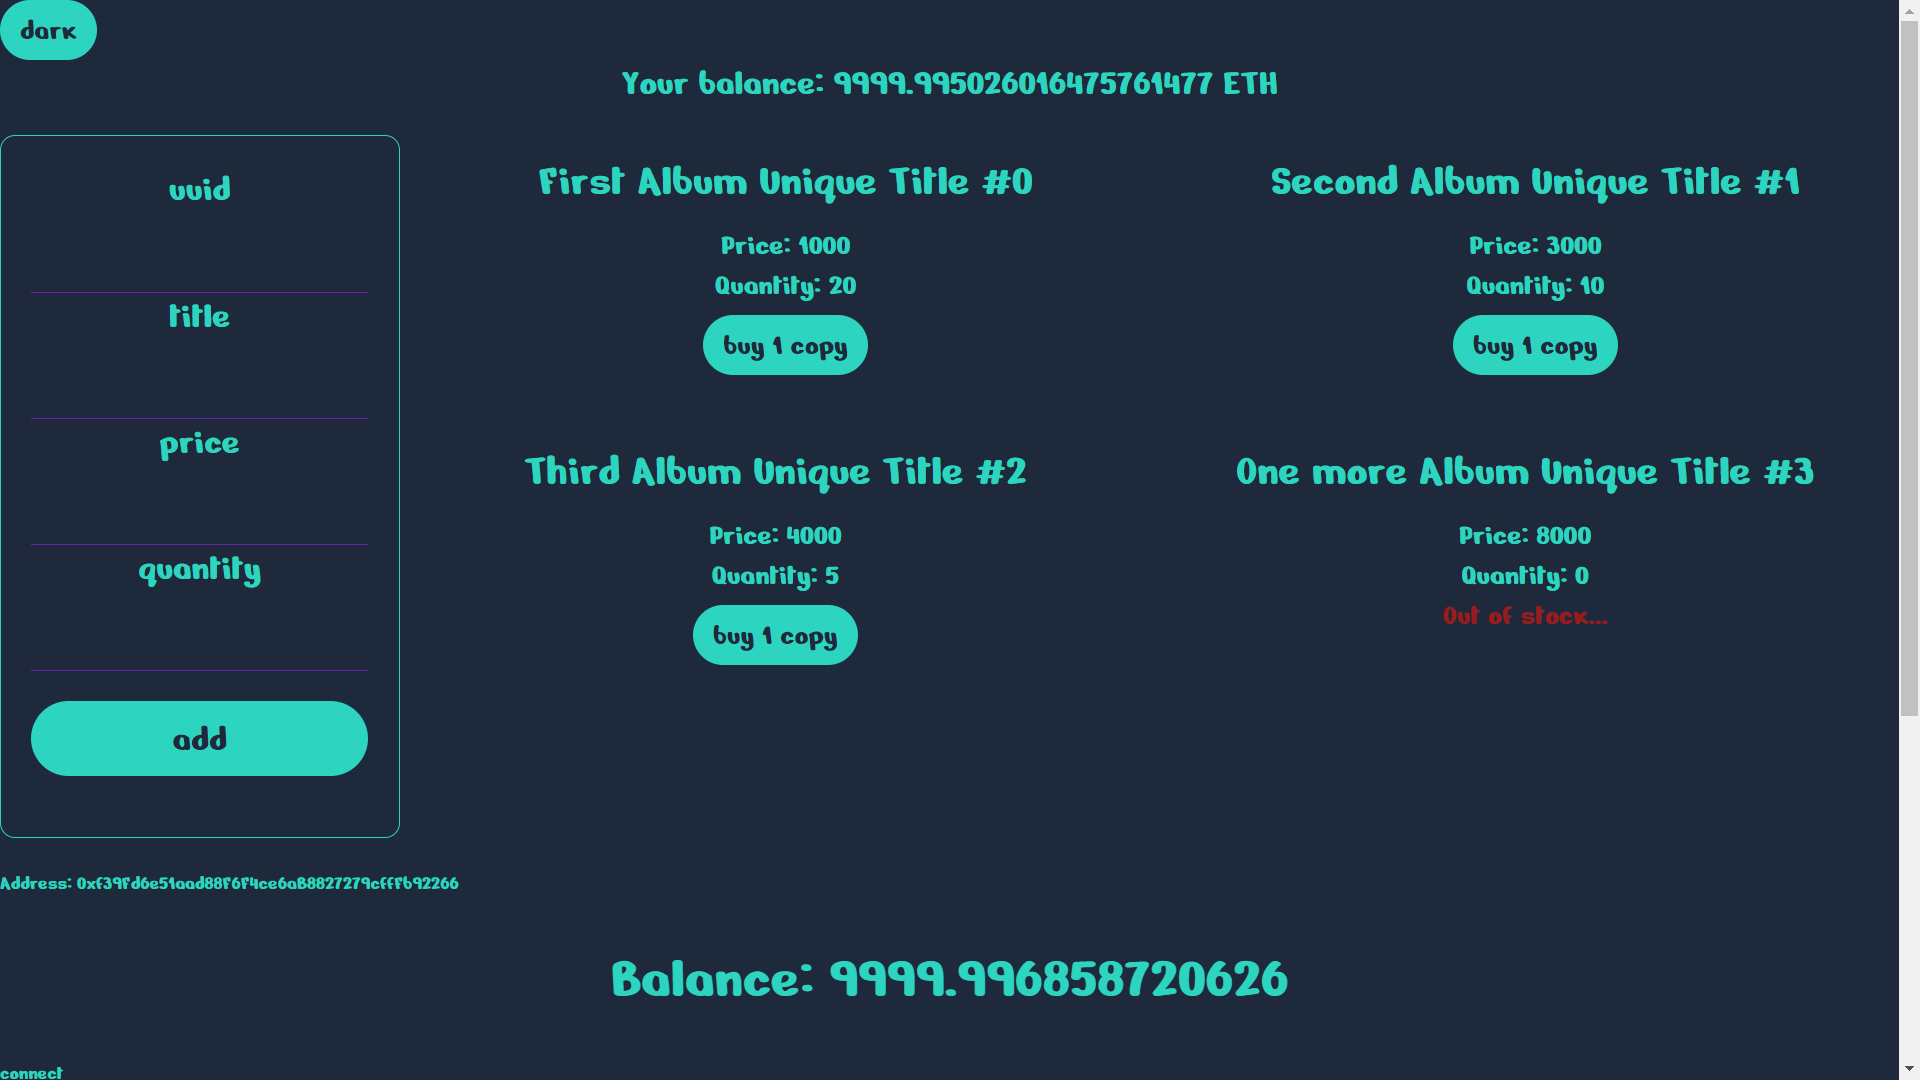 dark
Your balance: 9999.995026016475761477 ETH
uuid
title
price
quantity
add
First Album Unique Title #0
Price: 1000
Quantity: 20
buy 1 copy
Second Album Unique Title #1
Price: 3000
Quantity: 10
buy 1 copy
Third Album Unique Title #2
Price: 4000
Quantity: 5
buy 1 copy
One more Album Unique Title #3
Price: 8000
Quantity: 0
Out of stock...
Address: 0xf39fd6e51aad88f6f4ce6aB8827279cfffb92266
Balance: 9999.996858720626
connect